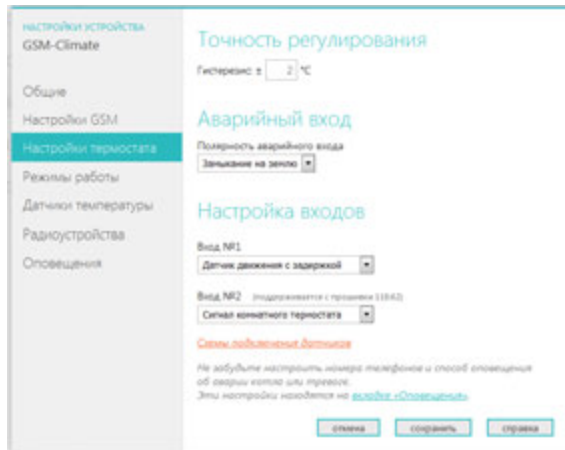 НАСТРОЙКИ УСТРОЙСТВА
GSM-Climate
Общие
Настройки GSM
Настройки термостата
Режимы работы
Датчики температуры
Радиоустройства
Оповещения
Точность регулирования
Гистерезис ± 2 °C
Аварийный вход
Полярность аварийного входа
Замыкание на землю
Настройка входов
Вход №1
Датчик движения с задержкой
Вход №2 (поддерживается с прошивки 110.62)
Сигнал комнатного термостата
Схемы подключения датчиков
Не забудьте настроить номера телефонов и способ оповещения
об аварии котла или тревоге.
Эти настройки находятся на вкладке «Оповещения».
отмена сохранить справка